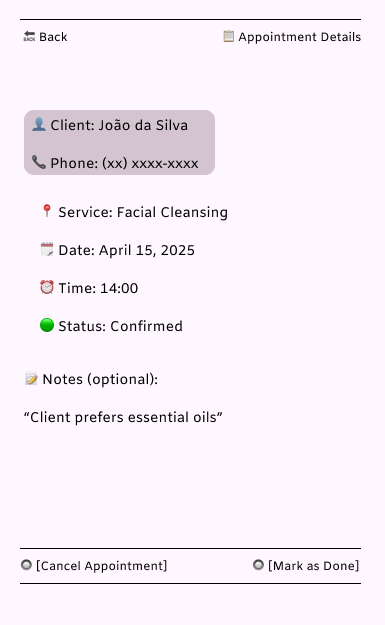 🔙 Back
📋 Appointment Details
👤 Client: João da Silva
📞 Phone: (xx) xxxx-xxxx
📍 Service: Facial Cleansing
🗓️ Date: April 15, 2025
⏰ Time: 14:00
🟢 Status: Confirmed
📝 Notes (optional):
“Client prefers essential oils”
🔘 [Cancel Appointment]
🔘 [Mark as Done]